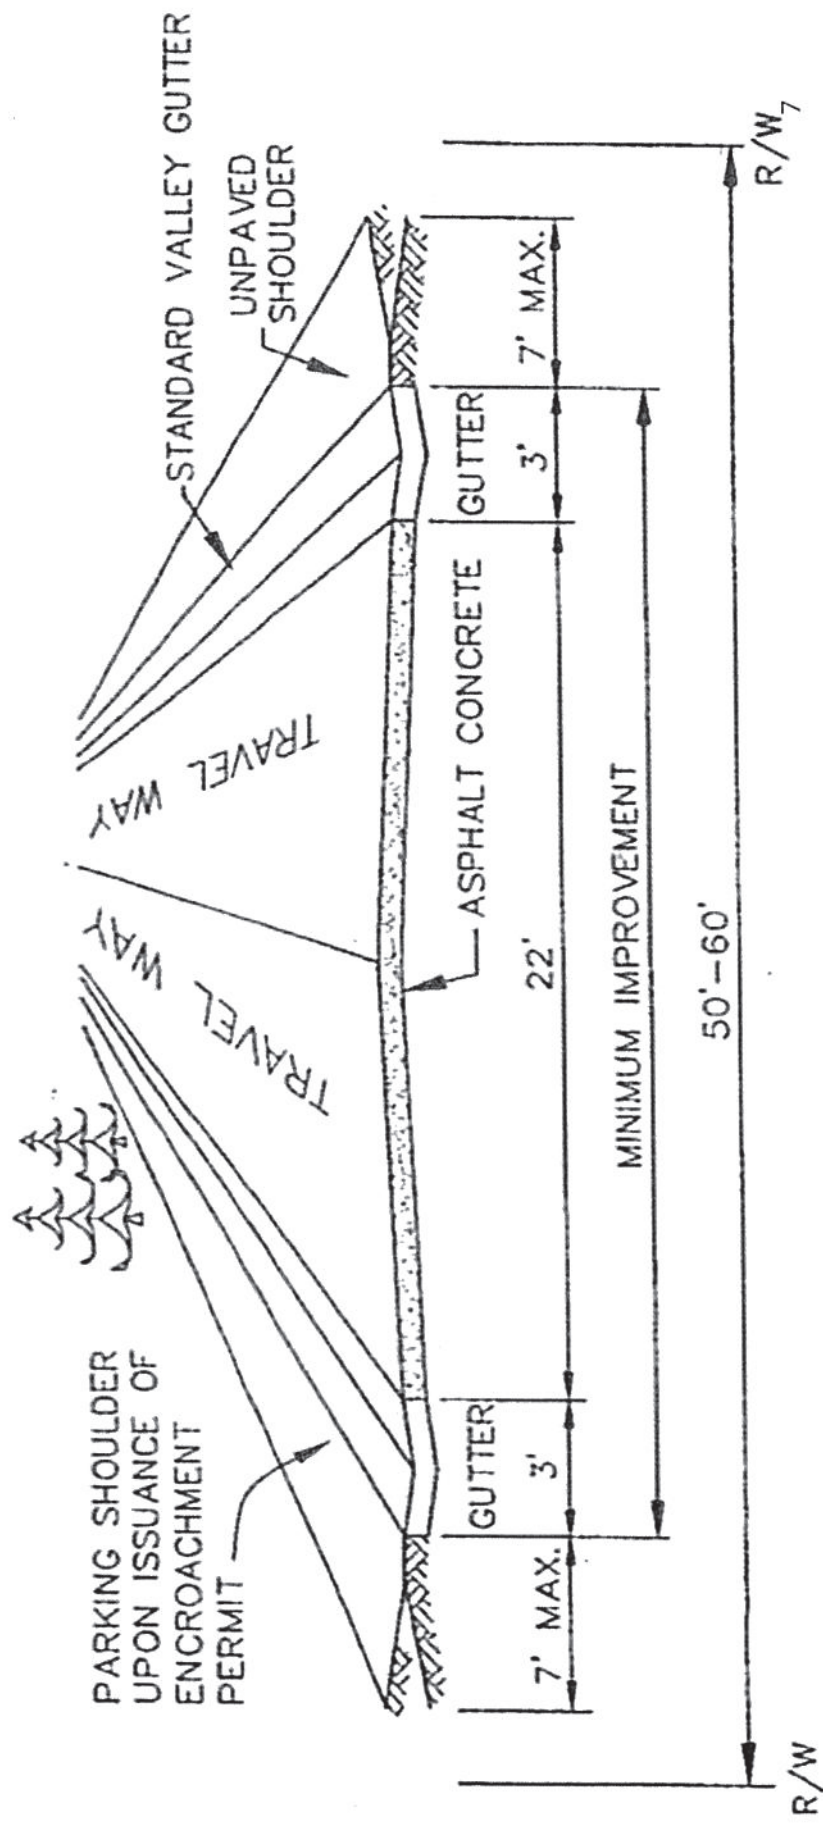 STANDARD VALLEY GUTTER
UNPAVED
SHOULDER
PARKING SHOULDER
UPON ISSUANCE OF
ENCROACHMENT
PERMIT
TRAVEL WAY
TRAVEL WAY
GUTTER
ASPHALT CONCRETE
GUTTER
7' MAX.
3'
22'
3'
7' MAX.
MINIMUM IMPROVEMENT
50'-60'
R/W
R/W7